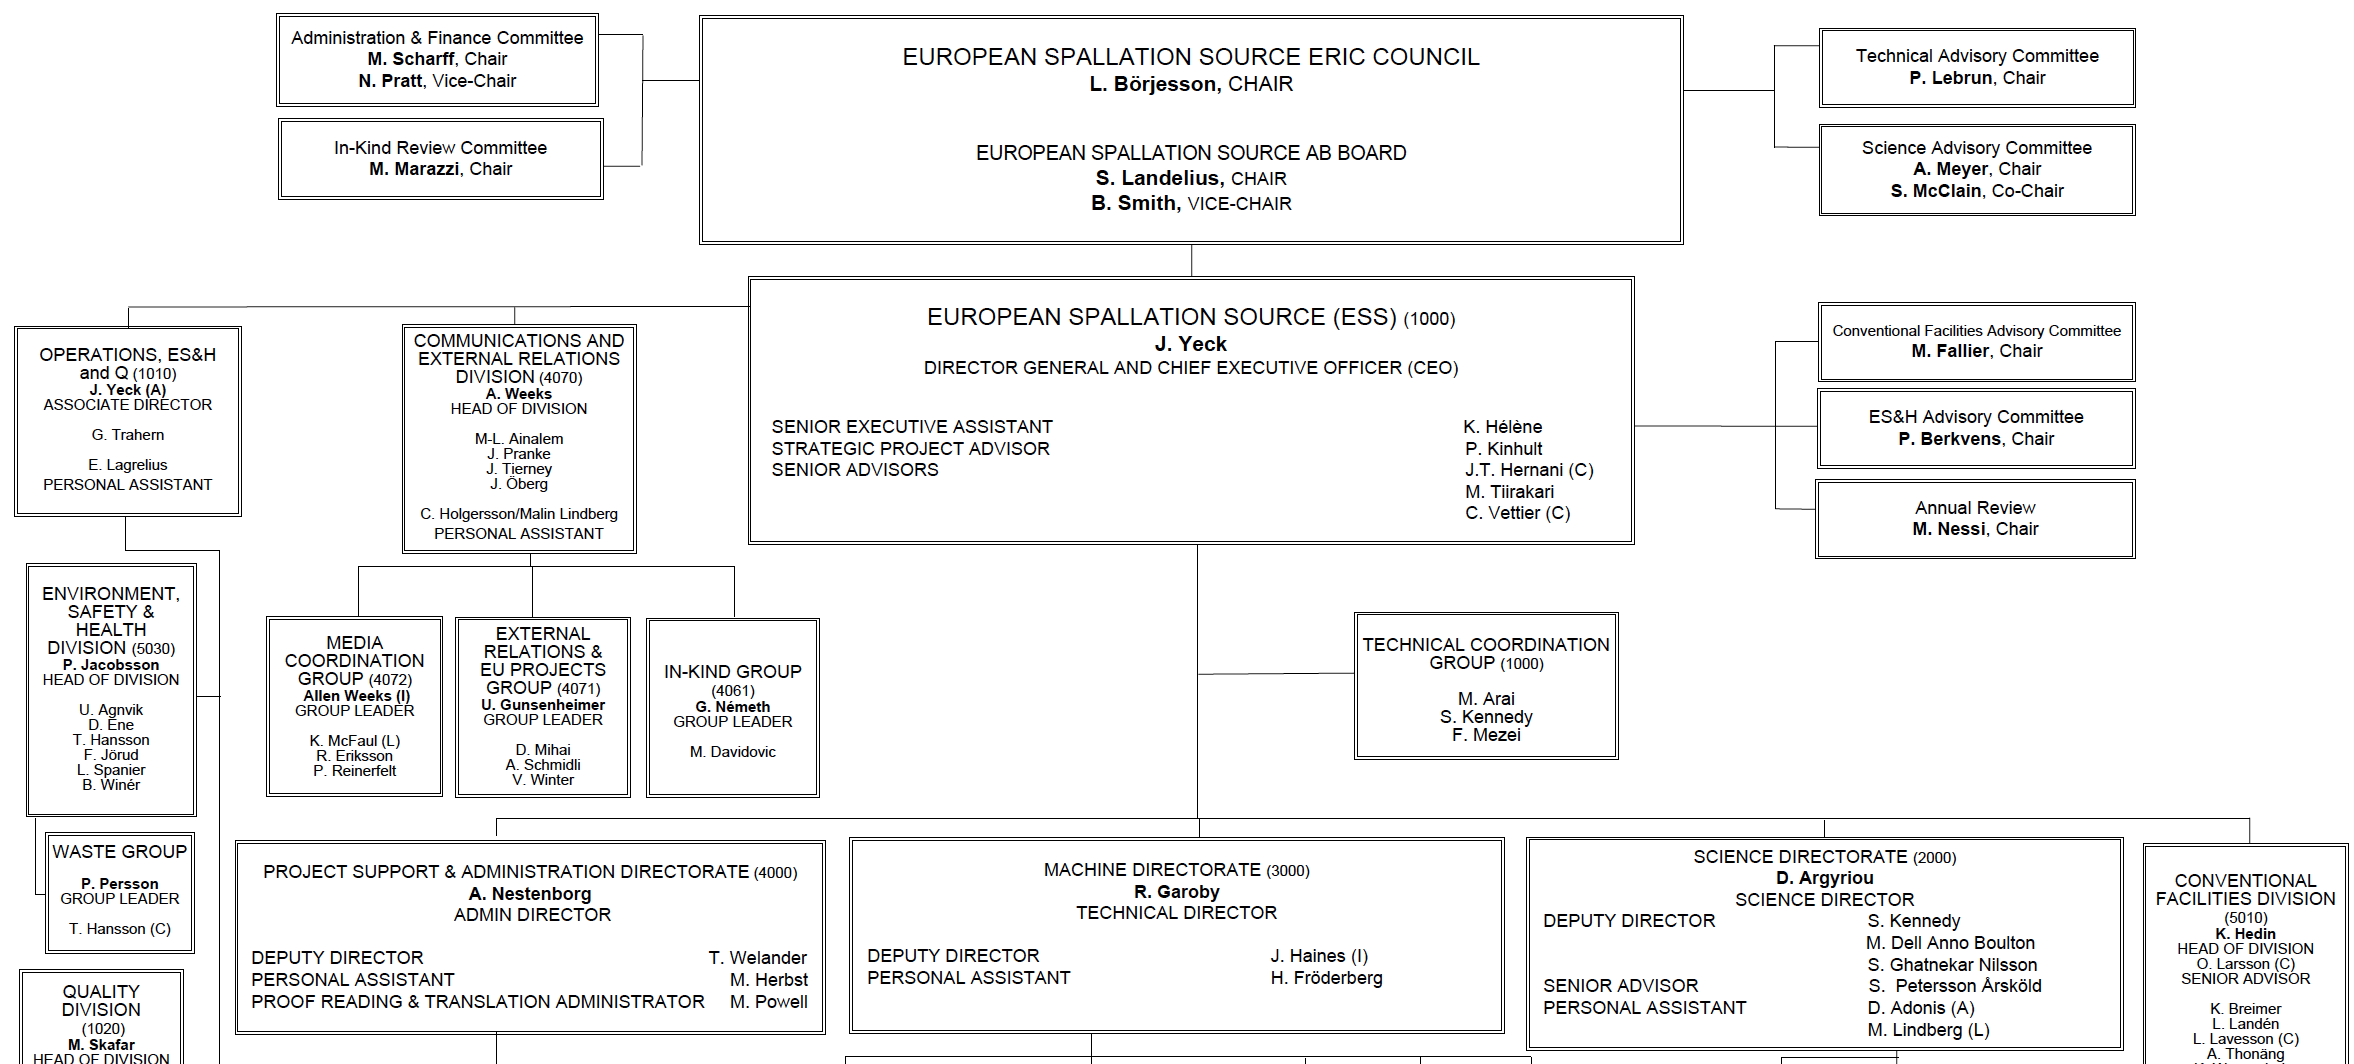 Administration & Finance Committee
M. Scharff, Chair
N. Pratt, Vice-Chair
In-Kind Review Committee
M. Marazzi, Chair
EUROPEAN SPALLATION SOURCE ERIC COUNCIL
L. Börjesson, CHAIR
EUROPEAN SPALLATION SOURCE AB BOARD
S. Landelius, CHAIR
B. Smith, VICE-CHAIR
Technical Advisory Committee
P. Lebrun, Chair
Science Advisory Committee
A. Meyer, Chair
S. McClain, Co-Chair
OPERATIONS, ES&H
and Q (1010)
J. Yeck (A)
ASSOCIATE DIRECTOR
G. Trahern
E. Lagrelius
PERSONAL ASSISTANT
COMMUNICATIONS AND
EXTERNAL RELATIONS
DIVISION (4070)
A. Weeks
HEAD OF DIVISION
M-L. Ainalem
J. Pranke
J. Tierney
J. Öberg
C. Holgersson/Malin Lindberg
PERSONAL ASSISTANT
EUROPEAN SPALLATION SOURCE (ESS) (1000)
J. Yeck
DIRECTOR GENERAL AND CHIEF EXECUTIVE OFFICER (CEO)
SENIOR EXECUTIVE ASSISTANT K. Hélène
STRATEGIC PROJECT ADVISOR P. Kinhult
SENIOR ADVISORS J.T. Hernani (C)
M. Tiirakari
C. Vettier (C)
Conventional Facilities Advisory Committee
M. Fallier, Chair
ES&H Advisory Committee
P. Berkvens, Chair
Annual Review
M. Nessi, Chair
ENVIRONMENT,
SAFETY &
HEALTH
DIVISION (5030)
P. Jacobsson
HEAD OF DIVISION
U. Agnvik
D. Ene
T. Hansson
F. Jörud
L. Spanier
B. Winér
MEDIA
COORDINATION
GROUP (4072)
Allen Weeks (I)
GROUP LEADER
K. McFaul (L)
R. Eriksson
P. Reinerfelt
EXTERNAL
RELATIONS &
EU PROJECTS
GROUP (4071)
U. Gunsenheimer
GROUP LEADER
D. Mihai
A. Schmidli
V. Winter
IN-KIND GROUP
(4061)
G. Németh
GROUP LEADER
M. Davidovic
TECHNICAL COORDINATION
GROUP (1000)
M. Arai
S. Kennedy
F. Mezei
WASTE GROUP
P. Persson
GROUP LEADER
T. Hansson (C)
QUALITY
DIVISION
(1020)
M. Skafar
HEAD OF DIVISION
PROJECT SUPPORT & ADMINISTRATION DIRECTORATE (4000)
A. Nestenborg
ADMIN DIRECTOR
DEPUTY DIRECTOR T. Welander
PERSONAL ASSISTANT M. Herbst
PROOF READING & TRANSLATION ADMINISTRATOR M. Powell
MACHINE DIRECTORATE (3000)
R. Garoby
TECHNICAL DIRECTOR
DEPUTY DIRECTOR J. Haines (I)
PERSONAL ASSISTANT H. Fröderberg
SCIENCE DIRECTORATE (2000)
D. Argyriou
SCIENCE DIRECTOR
DEPUTY DIRECTOR S. Kennedy
M. Dell Anno Boulton
S. Ghatnekar Nilsson
SENIOR ADVISOR S. Petersson Årsköld
PERSONAL ASSISTANT D. Adonis (A)
M. Lindberg (L)
CONVENTIONAL
FACILITIES DIVISION
(5010)
K. Hedin
HEAD OF DIVISION
O. Larsson (C)
SENIOR ADVISOR
K. Breimer
L. Landén
L. Lavesson (C)
A. Thonäng